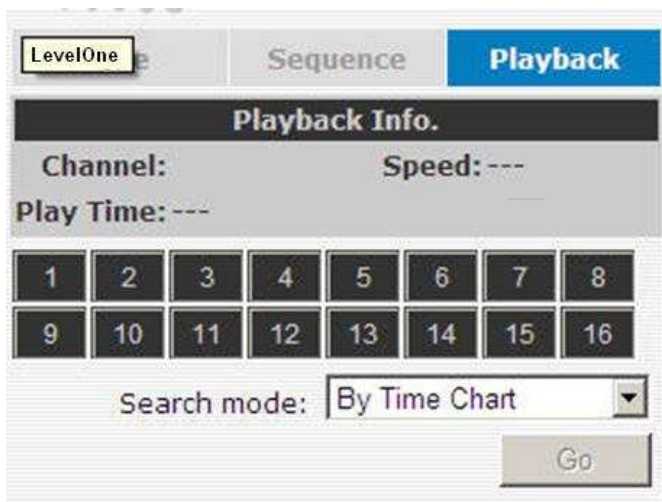 LevelOne Sequence Playback
Playback Info.
Channel: Speed: ---
Play Time: ---
1 2 3 4 5 6 7 8
9 10 11 12 13 14 15 16
Search mode: By Time Chart
Go